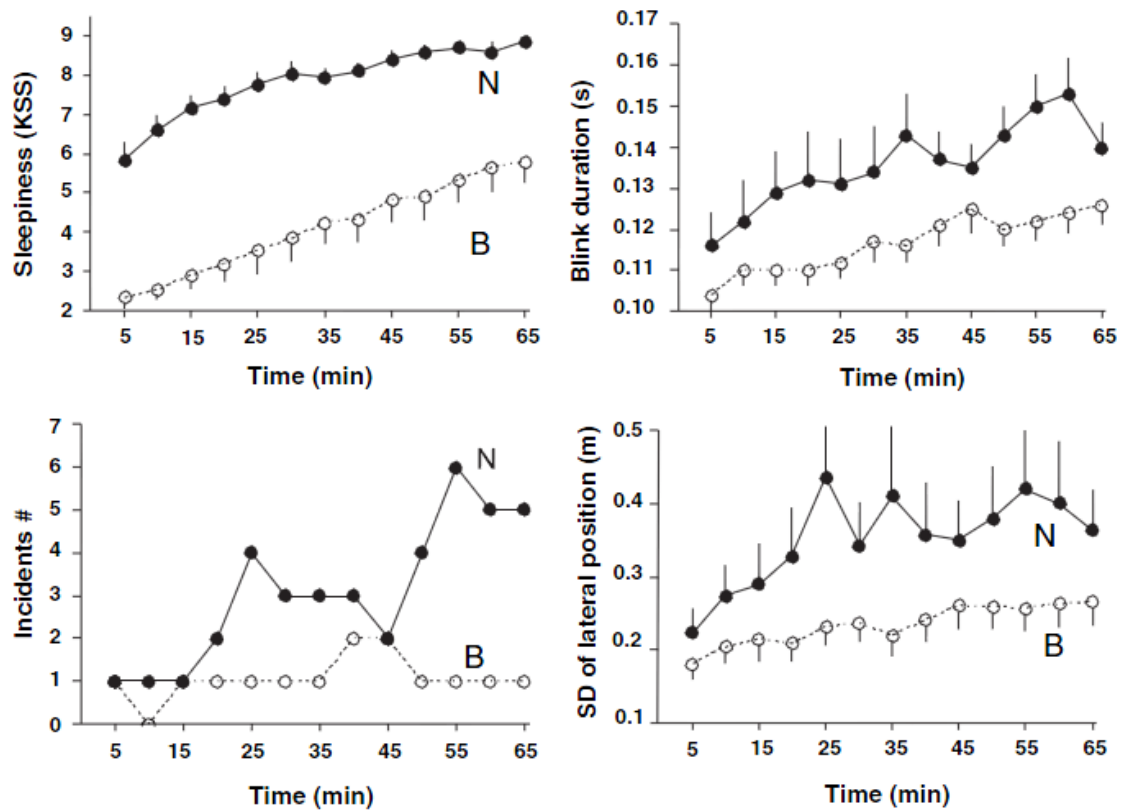 Sleepiness (KSS)
9
8
7
6
5
4
3
2
N
B
5 15 25 35 45 55 65
Time (min)
Blink duration (s)
0.17
0.16
0.15
0.14
0.13
0.12
0.11
0.10
N
B
5 15 25 35 45 55 65
Time (min)
Incidents #
7
6
5
4
3
2
1
0
N
B
5 15 25 35 45 55 65
Time (min)
SD of lateral position (m)
0.5
0.4
0.3
0.2
0.1
N
B
5 15 25 35 45 55 65
Time (min)